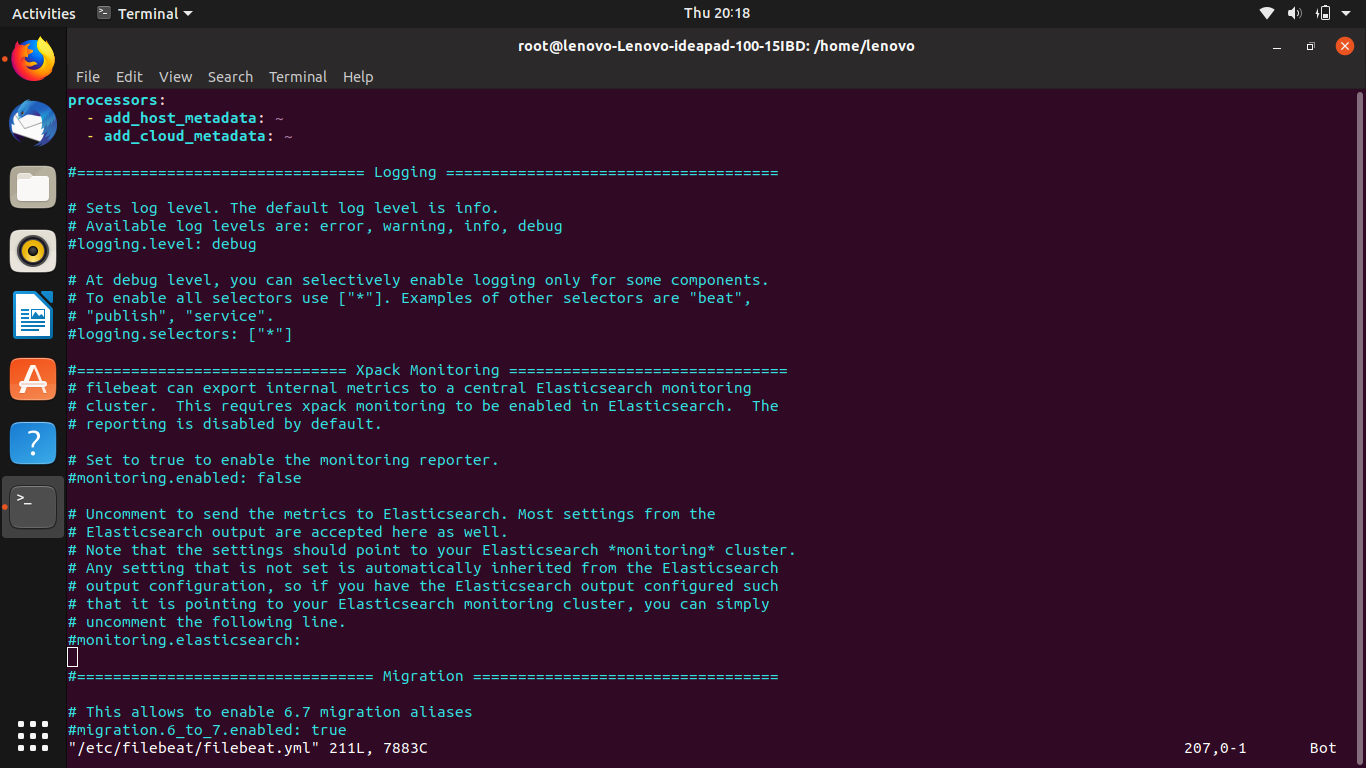 Activities Terminal Thu 20:18
root@lenovo-Lenovo-ideapad-100-15IBD: /home/lenovo
File Edit View Search Terminal Help
processors:
  - add_host_metadata: ~
  - add_cloud_metadata: ~
#================================ Logging =====================================
# Sets log level. The default log level is info.
# Available log levels are: error, warning, info, debug
#logging.level: debug
# At debug level, you can selectively enable logging only for some components.
# To enable all selectors use ["*"]. Examples of other selectors are "beat",
# "publish", "service".
#logging.selectors: ["*"]
#============================== Xpack Monitoring ===============================
# filebeat can export internal metrics to a central Elasticsearch monitoring
# cluster.  This requires xpack monitoring to be enabled in Elasticsearch.  The
# reporting is disabled by default.
# Set to true to enable the monitoring reporter.
#monitoring.enabled: false
# Uncomment to send the metrics to Elasticsearch. Most settings from the
# Elasticsearch output are accepted here as well.
# Note that the settings should point to your Elasticsearch *monitoring* cluster.
# Any setting that is not set is automatically inherited from the Elasticsearch
# output configuration, so if you have the Elasticsearch output configured such
# that it is pointing to your Elasticsearch monitoring cluster, you can simply
# uncomment the following line.
#monitoring.elasticsearch:
#================================= Migration ==================================
# This allows to enable 6.7 migration aliases
#migration.6_to_7.enabled: true
"/etc/filebeat/filebeat.yml" 211L, 7883C 207,0-1 Bot